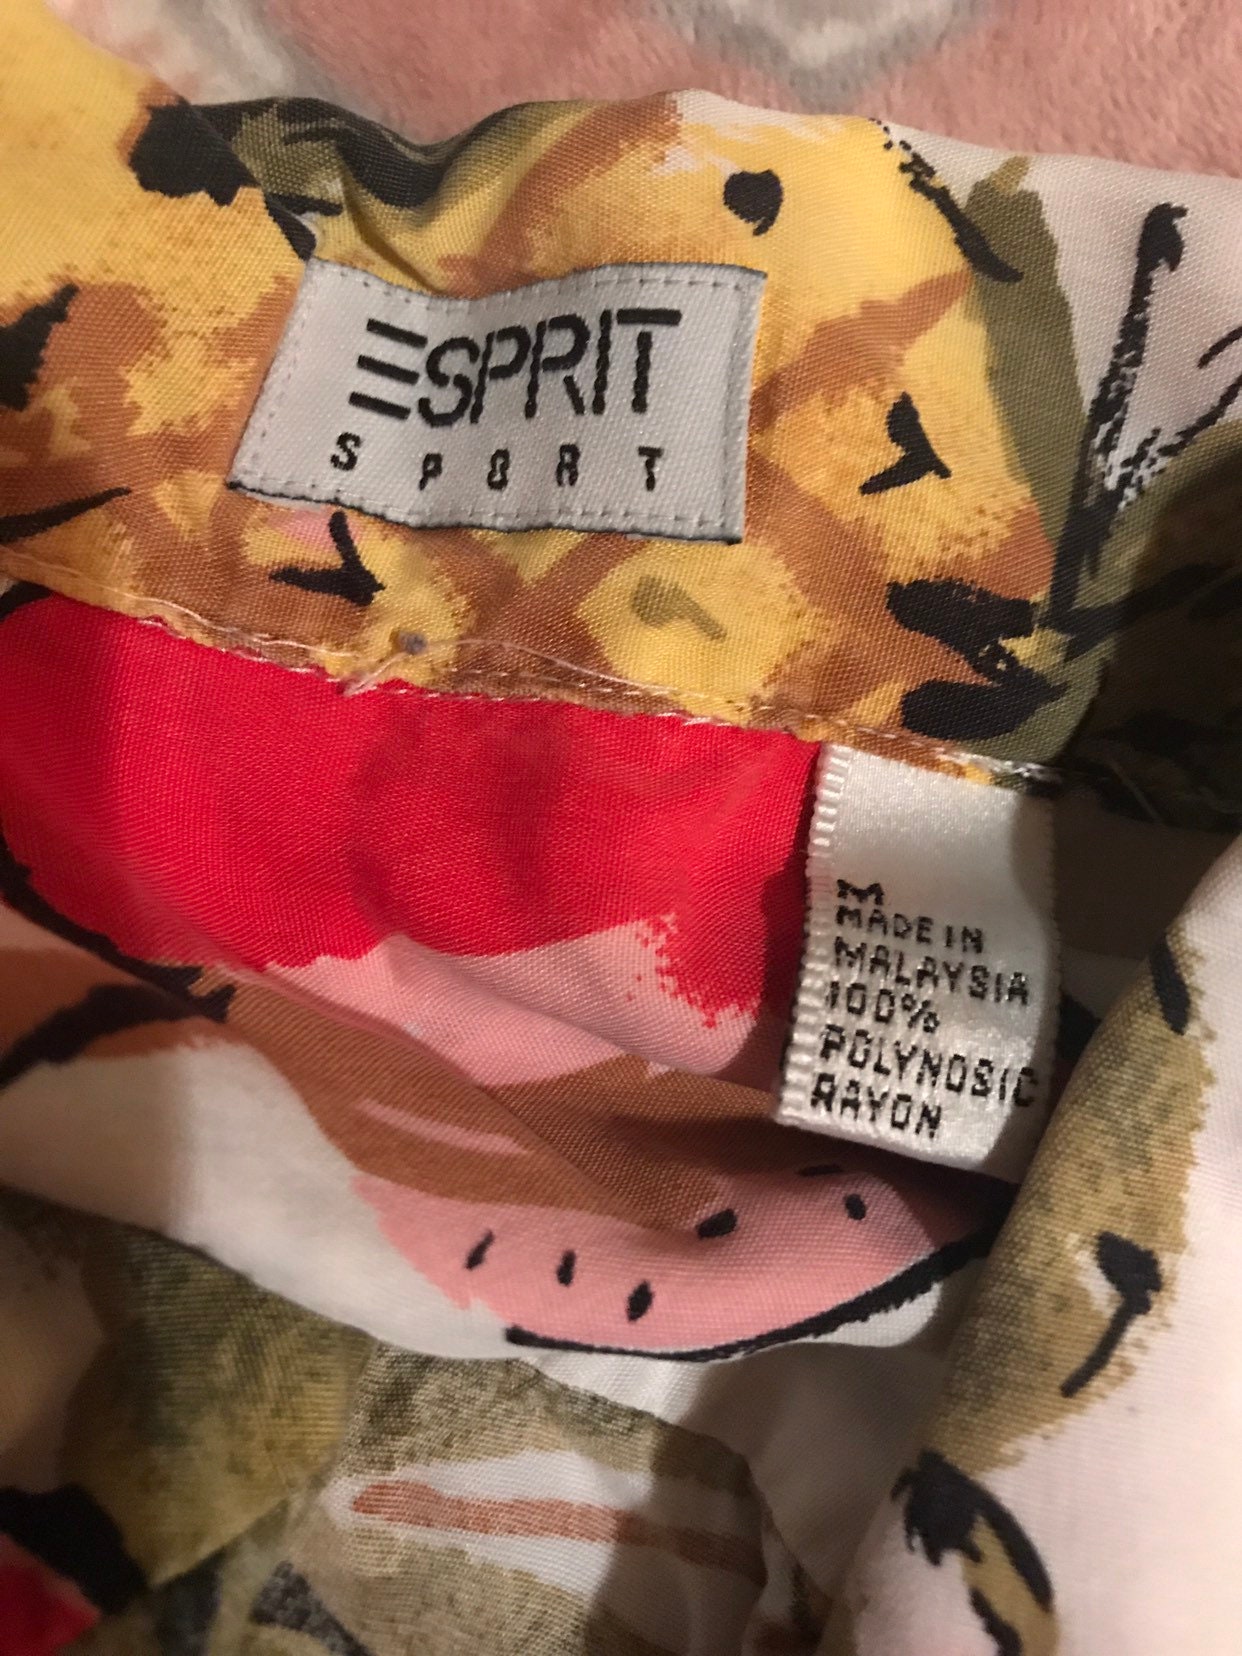 ESPRIT
SPORT
M
MADE IN
MALAYSIA
100%
POLYNOSIC
RAYON